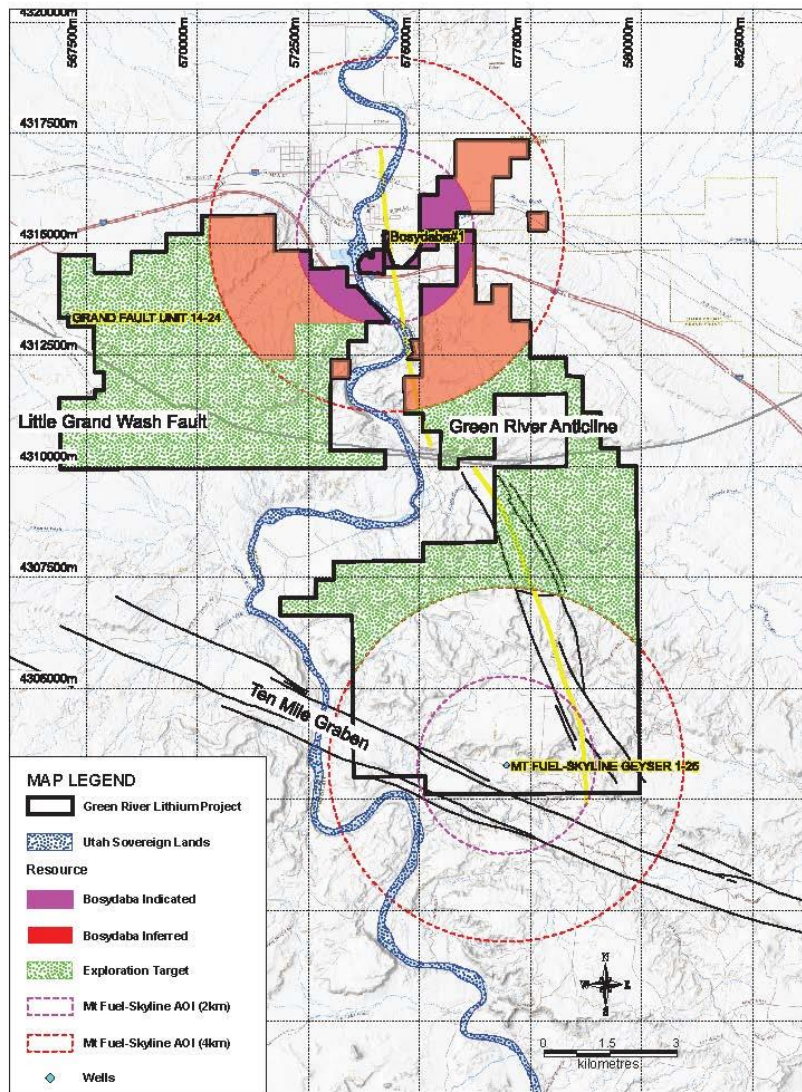 4320000m
567500m
570000m
572500m
575000m
577500m
580000m
582500m
4317500m
4315000m
Bosydaba#1
GRAND FAULT UNIT 14-24
4312500m
Little Grand Wash Fault
Green River Anticline
4310000m
4307500m
4305000m
Ten Mile Graben
MT FUEL-SKYLINE GEYSER 1-25
MAP LEGEND
Green River Lithium Project
Utah Sovereign Lands
Resource
Bosydaba Indicated
Bosydaba Inferred
Exploration Target
Mt Fuel-Skyline AOI (2km)
Mt Fuel-Skyline AOI (4km)
Wells
N
W
E
S
0 1.5 3
kilometres